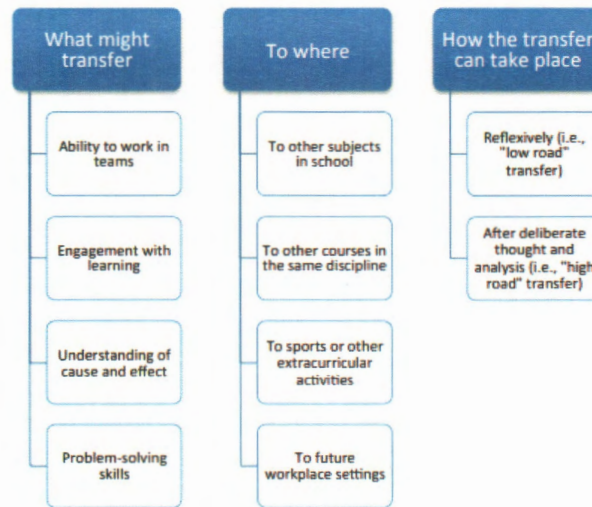 What might
transfer
Ability to work in
teams
Engagement with
learning
Understanding of
cause and effect
Problem-solving
skills
To where
To other subjects
in school
To other courses in
the same discipline
To sports or other
extracurricular
activities
To future
workplace settings
How the transfer
can take place
Reflexively (i.e.,
"low road"
transfer)
After deliberate
thought and
analysis (i.e., "high
road" transfer)